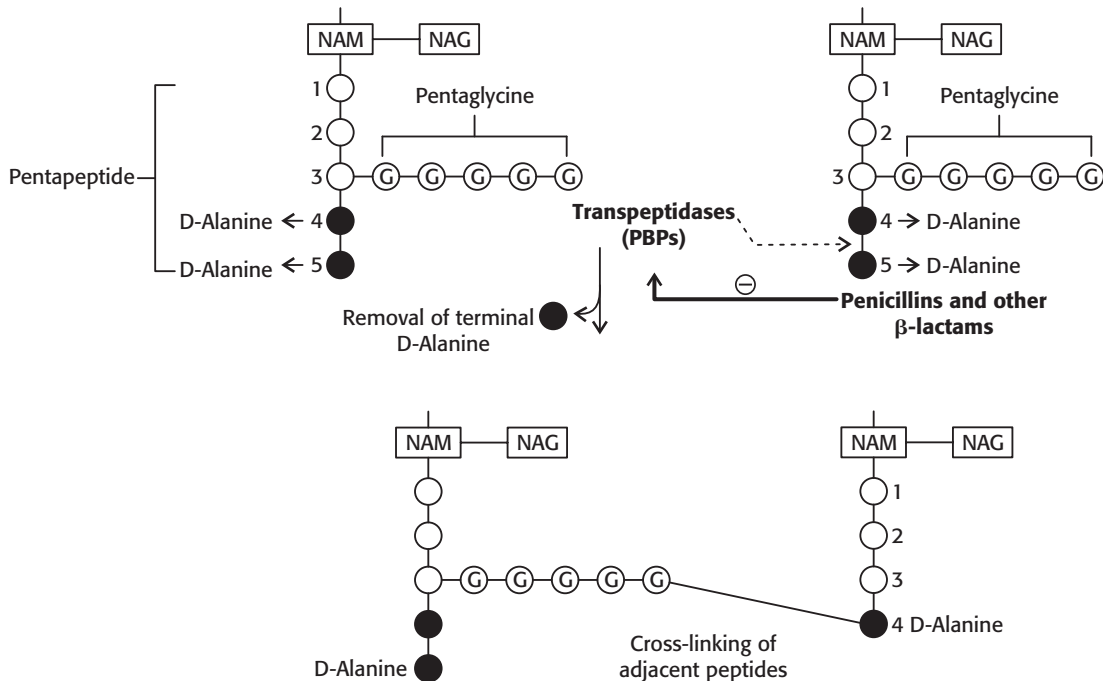 NAM NAG NAM NAG
1 1
Pentaglycine Pentaglycine
2 2
Pentapeptide 3 G G G G G 3 G G G G G
D-Alanine 4 Transpeptidases 4 D-Alanine
(PBPs)
D-Alanine 5 5 D-Alanine
Penicillins and other
β-lactams
Removal of terminal
D-Alanine
NAM NAG NAM NAG
1
2
G G G G G 3
4 D-Alanine
Cross-linking of
adjacent peptides
D-Alanine